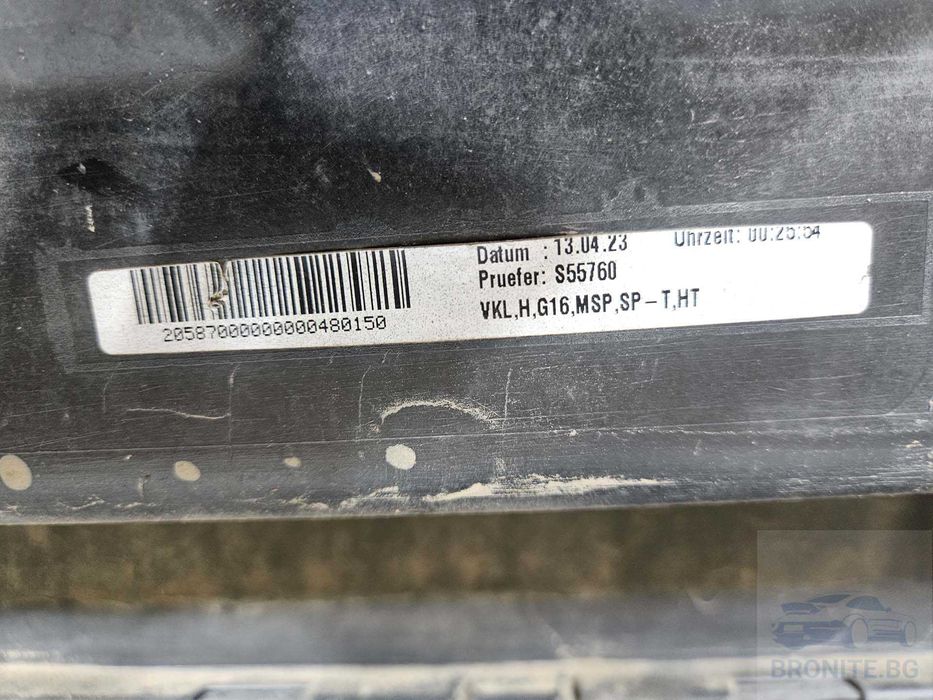 Datum : 13.04.23 Uhrzeit: 00:25:54
Pruefer: S55760
VKL,H,G16,MSP,SP-T,HT
20587000000000480150
BRONITE.BG